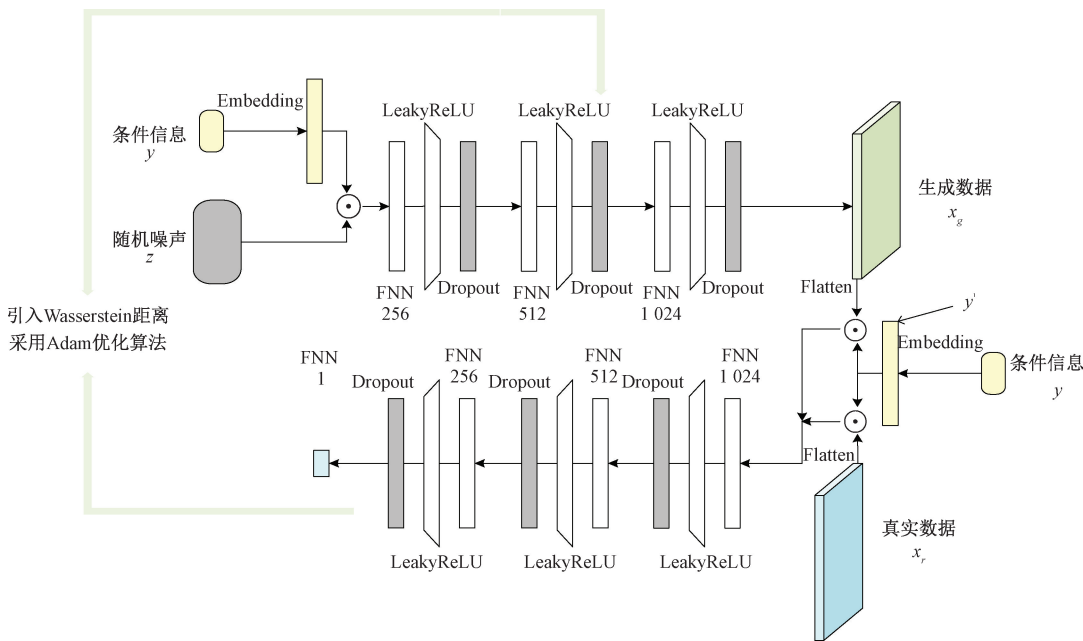 Embedding
条件信息
y
随机噪声
z
LeakyReLU
LeakyReLU
LeakyReLU
FNN
256
Dropout
FNN
512
Dropout
FNN
1 024
Dropout
生成数据
xg
Flatten
引入Wasserstein距离
采用Adam优化算法
y'
Embedding
条件信息
y
FNN
1
Dropout
FNN
256
Dropout
FNN
512
Dropout
FNN
1 024
Flatten
LeakyReLU
LeakyReLU
LeakyReLU
真实数据
xr